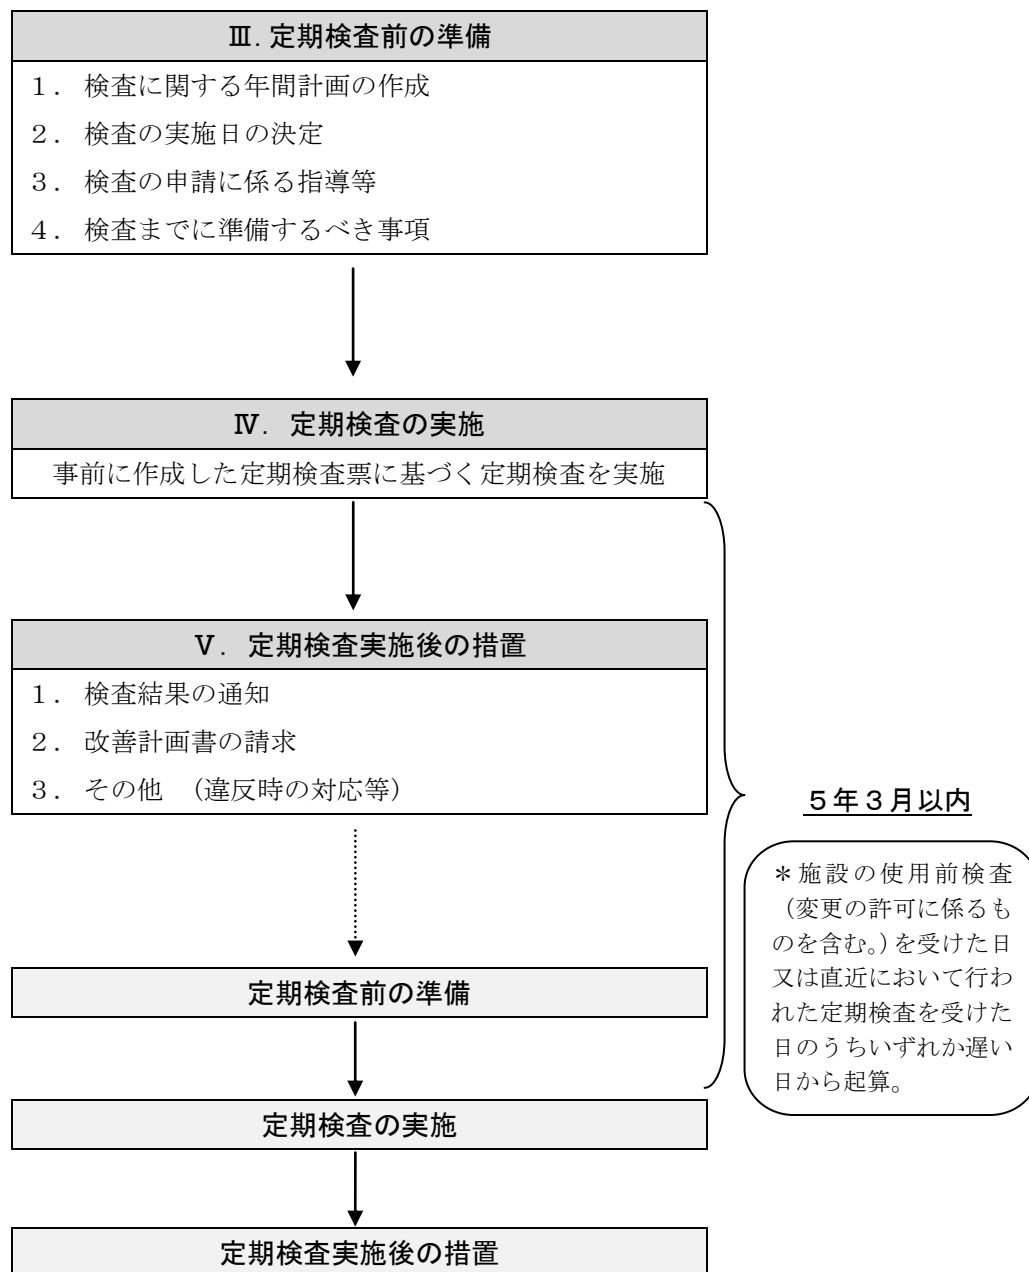 Ⅲ. 定期検査前の準備
１． 検査に関する年間計画の作成
２． 検査の実施日の決定
３． 検査の申請に係る指導等
４． 検査までに準備するべき事項
Ⅳ． 定期検査の実施
事前に作成した定期検査票に基づく定期検査を実施
Ⅴ． 定期検査実施後の措置
１． 検査結果の通知
２． 改善計画書の請求
３． その他 （違反時の対応等）
５年３月以内
＊施設の使用前検査
（変更の許可に係るも
のを含む。）を受けた日
又は直近において行わ
れた定期検査を受けた
日のうちいずれか遅い
日から起算。
定期検査前の準備
定期検査の実施
定期検査実施後の措置